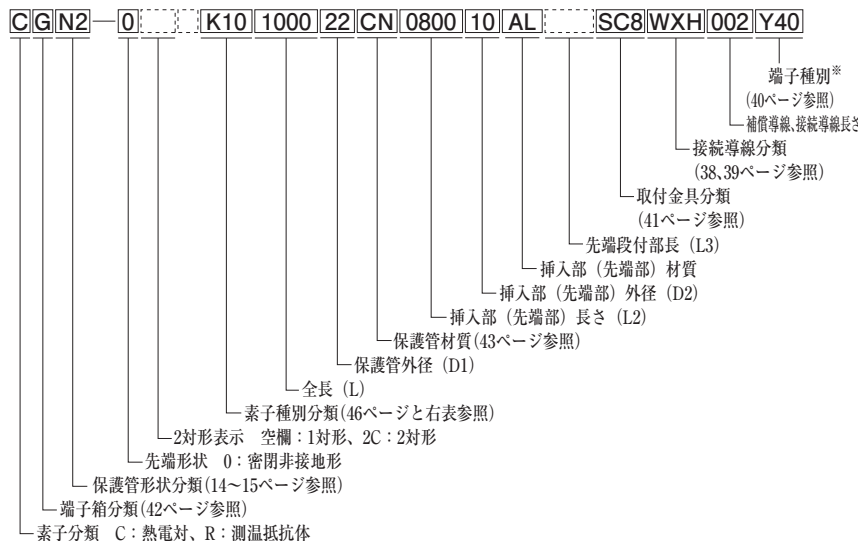 CGN2-0 K10 1000 22 CN 0800 10 AL SC8 WXH 002 Y40
端子種別※
(40ページ参照)
補償導線、接続導線長さ
接続導線分類
(38、39ページ参照)
取付金具分類
(41ページ参照)
先端段付部長（L3）
挿入部（先端部）材質
挿入部（先端部）外径（D2）
挿入部（先端部）長さ（L2）
保護管材質(43ページ参照)
保護管外径（D1）
全長（L）
素子種別分類(46ページと右表参照)
2対形表示　空欄：1対形、2C：2対形
先端形状　0：密閉非接地形
保護管形状分類(14〜15ページ参照)
端子箱分類(42ページ参照)
素子分類　C：熱電対、R：測温抵抗体